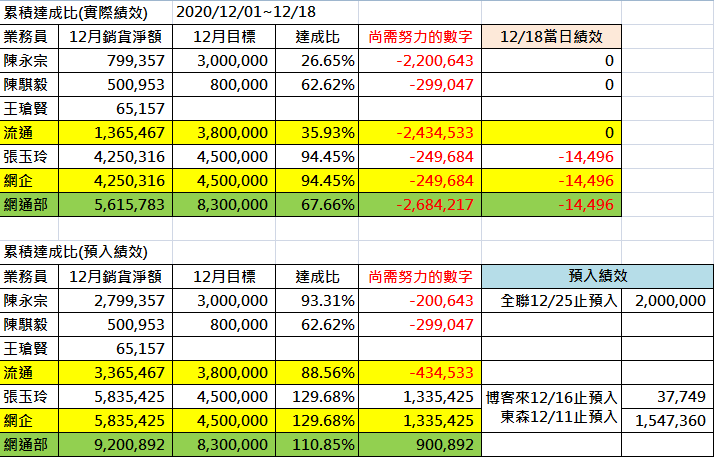 累積達成比(實際績效) 2020/12/01~12/18
業務員 12月銷貨淨額 12月目標 達成比 尚需努力的數字 12/18當日績效
陳永宗 799,357 3,000,000 26.65% -2,200,643 0
陳騏毅 500,953 800,000 62.62% -299,047 0
王瑲賢 65,157
流通 1,365,467 3,800,000 35.93% -2,434,533 0
張玉玲 4,250,316 4,500,000 94.45% -249,684 -14,496
網企 4,250,316 4,500,000 94.45% -249,684 -14,496
網通部 5,615,783 8,300,000 67.66% -2,684,217 -14,496
累積達成比(預入績效)
業務員 12月銷貨淨額 12月目標 達成比 尚需努力的數字 預入績效
陳永宗 2,799,357 3,000,000 93.31% -200,643 全聯12/25止預入 2,000,000
陳騏毅 500,953 800,000 62.62% -299,047
王瑲賢 65,157
流通 3,365,467 3,800,000 88.56% -434,533
張玉玲 5,835,425 4,500,000 129.68% 1,335,425 博客來12/16止預入 37,749
網企 5,835,425 4,500,000 129.68% 1,335,425 東森12/11止預入 1,547,360
網通部 9,200,892 8,300,000 110.85% 900,892